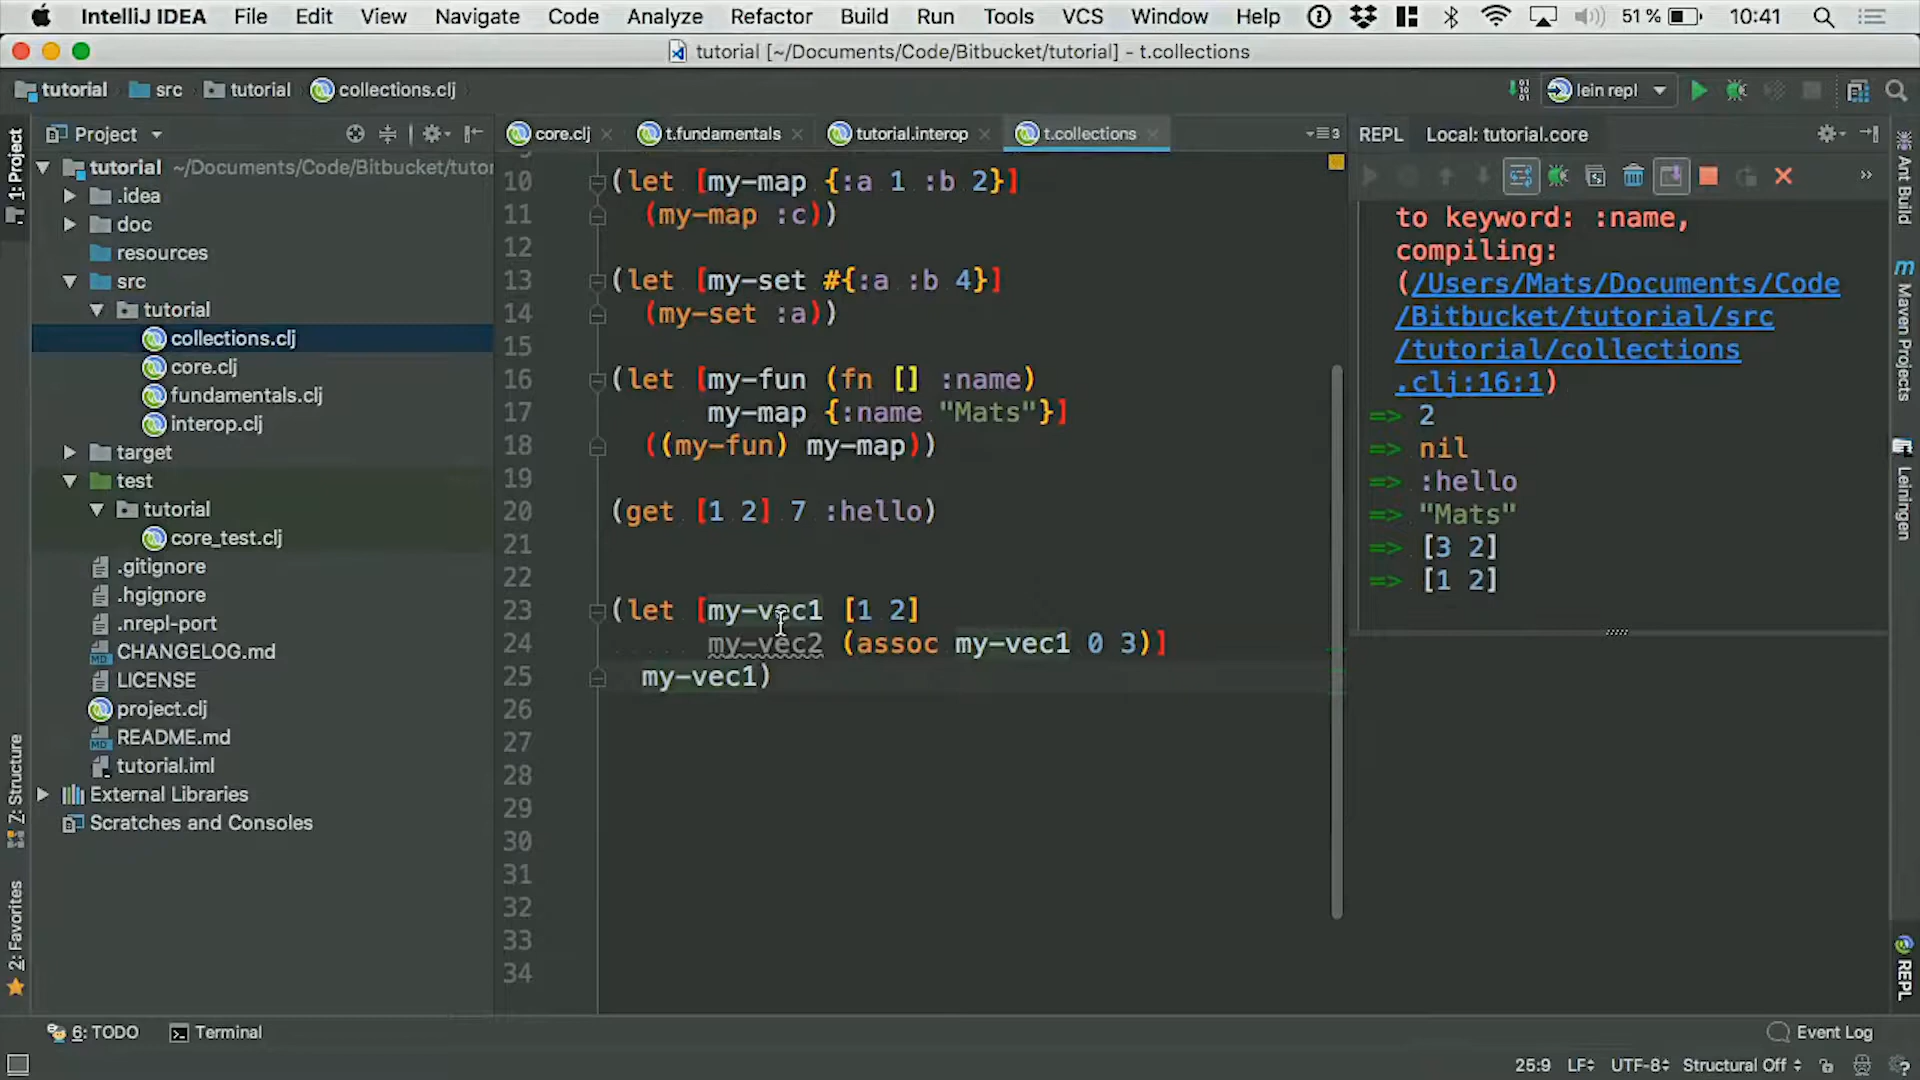 IntelliJ IDEA File Edit View Navigate Code Analyze Refactor Build Run Tools VCS Window Help 51 % 10:41
tutorial [~/Documents/Code/Bitbucket/tutorial] - t.collections
tutorial src tutorial collections.clj lein repl
Project
core.clj t.fundamentals tutorial.interop t.collections 3
REPL Local: tutorial.core
1: Project
7: Structure
2: Favorites
tutorial ~/Documents/Code/Bitbucket/tutor
.idea
doc
resources
src
tutorial
collections.clj
core.clj
fundamentals.clj
interop.clj
target
test
tutorial
core_test.clj
.gitignore
.hgignore
.nrepl-port
CHANGELOG.md
LICENSE
project.clj
README.md
tutorial.iml
External Libraries
Scratches and Consoles
10 (let [my-map {:a 1 :b 2}]
11 (my-map :c))
12
13 (let [my-set #{:a :b 4}]
14 (my-set :a))
15
16 (let [my-fun (fn [] :name)
17 my-map {:name "Mats"}]
18 ((my-fun) my-map))
19
20 (get [1 2] 7 :hello)
21
22
23 (let [my-vec1 [1 2]
24 my-vec2 (assoc my-vec1 0 3)]
25 my-vec1)
26
27
28
29
30
31
32
33
34
to keyword: :name,
compiling:
(/Users/Mats/Documents/Code
/Bitbucket/tutorial/src
/tutorial/collections
.clj:16:1)
=> 2
=> nil
=> :hello
=> "Mats"
=> [3 2]
=> [1 2]
Ant Build
Maven Projects
Leiningen
REPL
6: TODO Terminal Event Log
25:9 LF UTF-8 Structural Off